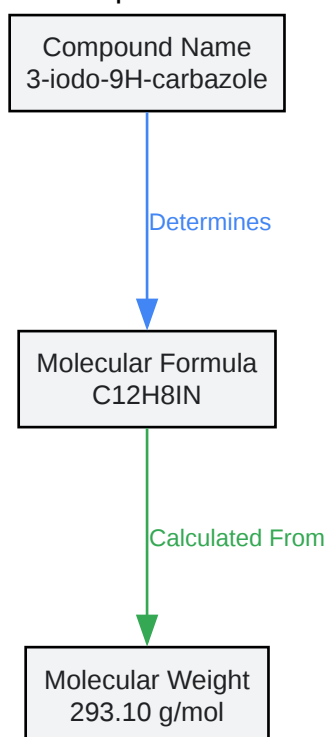 Compound Name
3-iodo-9H-carbazole
Determines
Molecular Formula
C12H8IN
Calculated From
Molecular Weight
293.10 g/mol